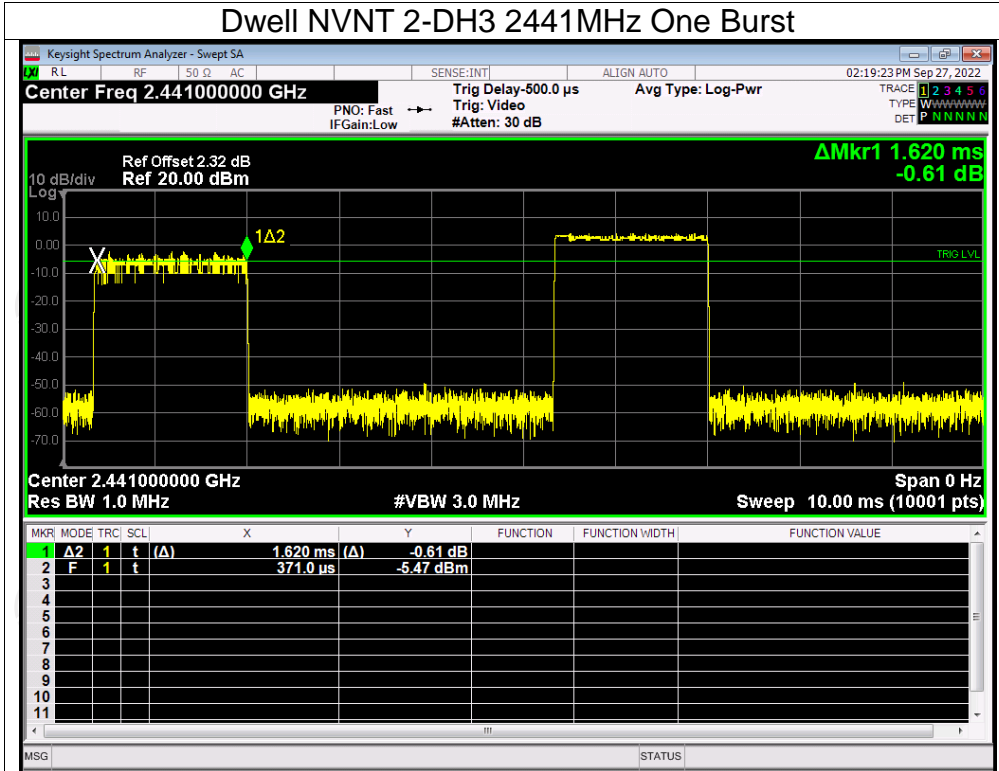 Dwell NVNT 2-DH3 2441MHz One Burst
Keysight Spectrum Analyzer - Swept SA
LXI RL RF 50 Ω AC SENSE:INT ALIGN AUTO 02:19:23 PM Sep 27, 2022
Center Freq 2.441000000 GHz Trig Delay-500.0 µs Avg Type: Log-Pwr TRACE 1 2 3 4 5 6
PNO: Fast Trig: Video TYPE WWWWWW
IFGain:Low #Atten: 30 dB DET P N N N N N
ΔMkr1 1.620 ms
-0.61 dB
Ref Offset 2.32 dB
10 dB/div Ref 20.00 dBm
Log
10.0
1Δ2
0.00
TRIG LVL
-10.0
-20.0
-30.0
-40.0
-50.0
-60.0
-70.0
Center 2.441000000 GHz Span 0 Hz
Res BW 1.0 MHz #VBW 3.0 MHz Sweep 10.00 ms (10001 pts)
MKR MODE TRC SCL X Y FUNCTION FUNCTION WIDTH FUNCTION VALUE
1 Δ2 1 t (Δ) 1.620 ms (Δ) -0.61 dB
2 F 1 t 371.0 µs -5.47 dBm
3
4
5
6
7
8
9
10
11
MSG STATUS